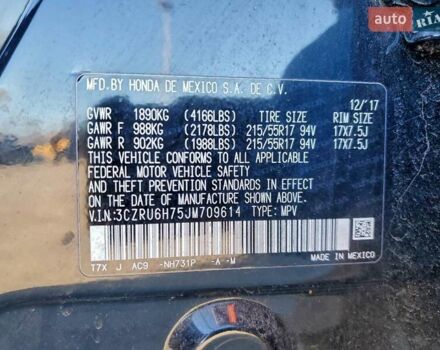 auto RIA
MFD.BY HONDA DE MEXICO S.A. DE C.V.
12/'17
GVWR 1890KG (4166LBS) TIRE SIZE RIM SIZE
GAWR F 988KG (2178LBS) 215/55R17 94V 17X7.5J
GAWR R 902KG (1988LBS) 215/55R17 94V 17X7.5J
THIS VEHICLE CONFORMS TO ALL APPLICABLE
FEDERAL MOTOR VEHICLE SAFETY AND
THEFT PREVENTION STANDARDS IN EFFECT
ON THE DATE OF MANUFACTURE SHOWN ABOVE.
V.I.N:3CZRU6H75JM709614 TYPE: MPV
T7X J AC9 -NH731P -A -M
MADE IN MEXICO